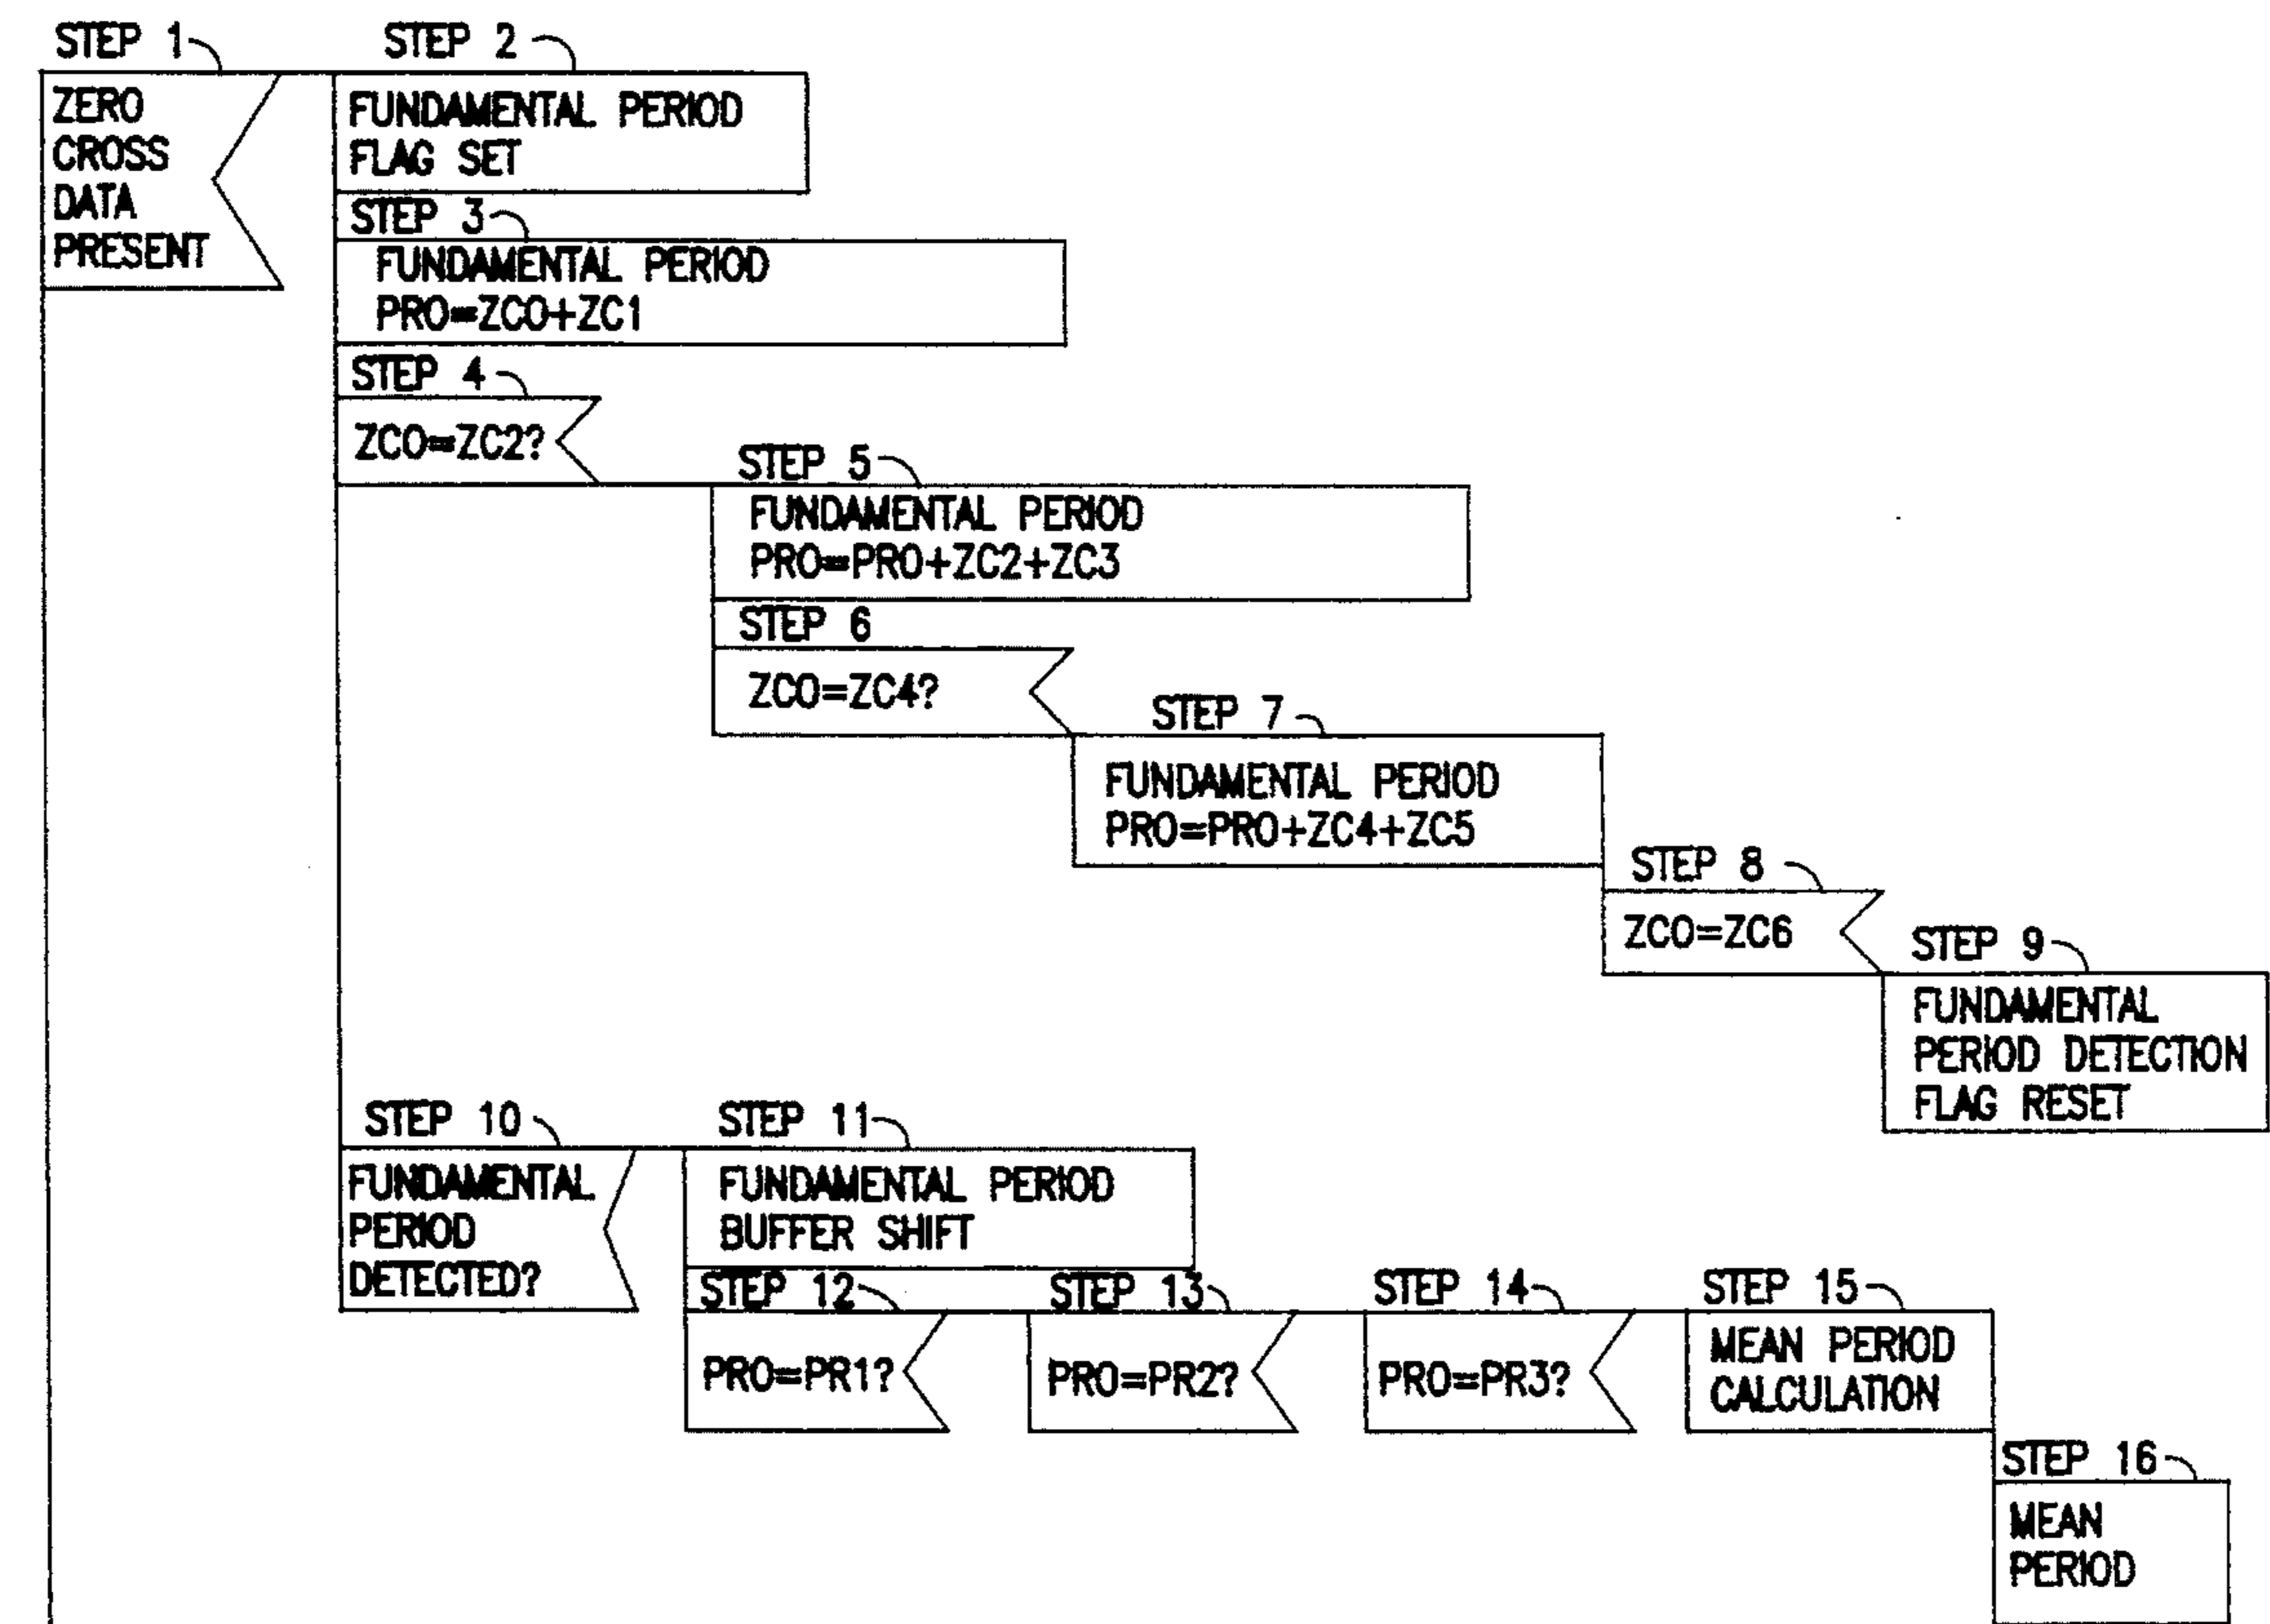 STEP 1
STEP 2
ZERO
CROSS
DATA
PRESENT
FUNDAMENTAL PERIOD
FLAG SET
STEP 3
FUNDAMENTAL PERIOD
PR0=ZC0+ZC1
STEP 4
ZC0=ZC2?
STEP 5
FUNDAMENTAL PERIOD
PR0=PR0+ZC2+ZC3
STEP 6
ZC0=ZC4?
STEP 7
FUNDAMENTAL PERIOD
PR0=PR0+ZC4+ZC5
STEP 8
ZC0=ZC6
STEP 9
FUNDAMENTAL
PERIOD DETECTION
FLAG RESET
STEP 10
FUNDAMENTAL
PERIOD
DETECTED?
STEP 11
FUNDAMENTAL PERIOD
BUFFER SHIFT
STEP 12
PR0=PR1?
STEP 13
PR0=PR2?
STEP 14
PR0=PR3?
STEP 15
MEAN PERIOD
CALCULATION
STEP 16
MEAN
PERIOD